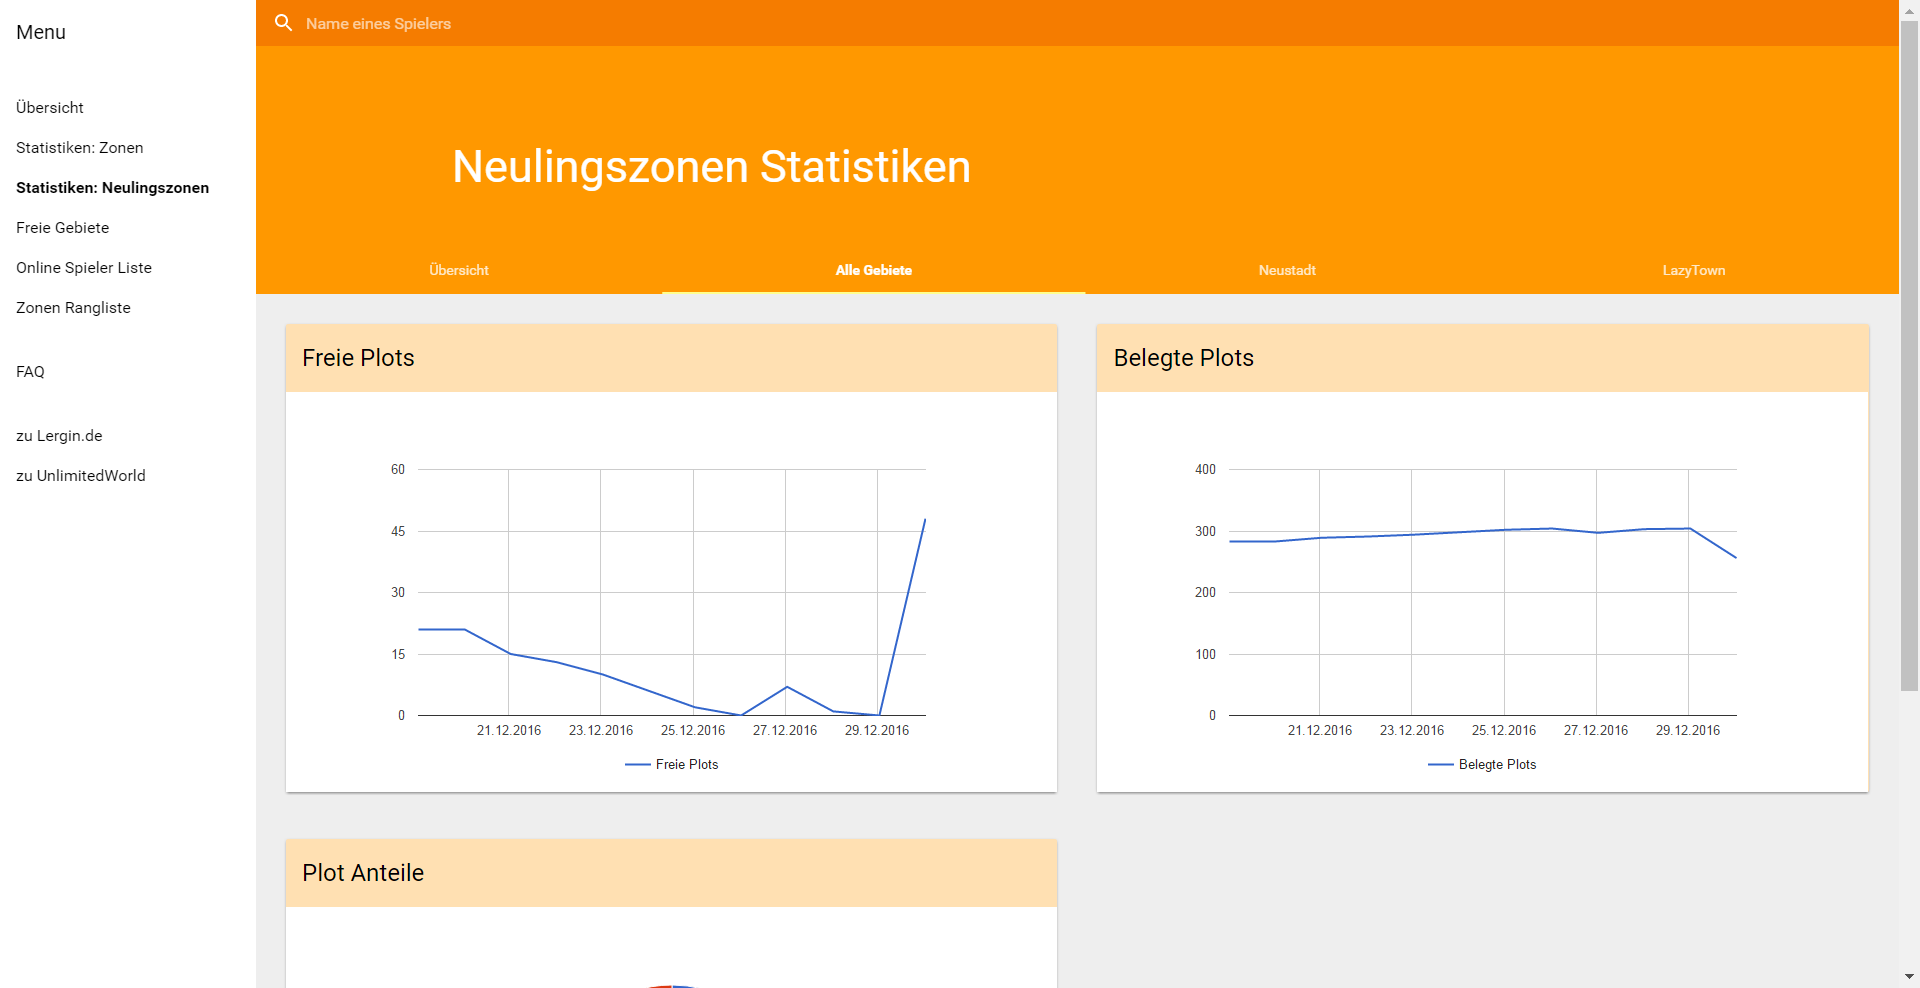 Menu
Übersicht
Statistiken: Zonen
Statistiken: Neulingszonen
Freie Gebiete
Online Spieler Liste
Zonen Rangliste
FAQ
zu Lergin.de
zu UnlimitedWorld
Name eines Spielers
Neulingszonen Statistiken
Übersicht Alle Gebiete Neustadt LazyTown
Freie Plots
60
45
30
15
0
21.12.2016 23.12.2016 25.12.2016 27.12.2016 29.12.2016
Freie Plots
Belegte Plots
400
300
200
100
0
21.12.2016 23.12.2016 25.12.2016 27.12.2016 29.12.2016
Belegte Plots
Plot Anteile